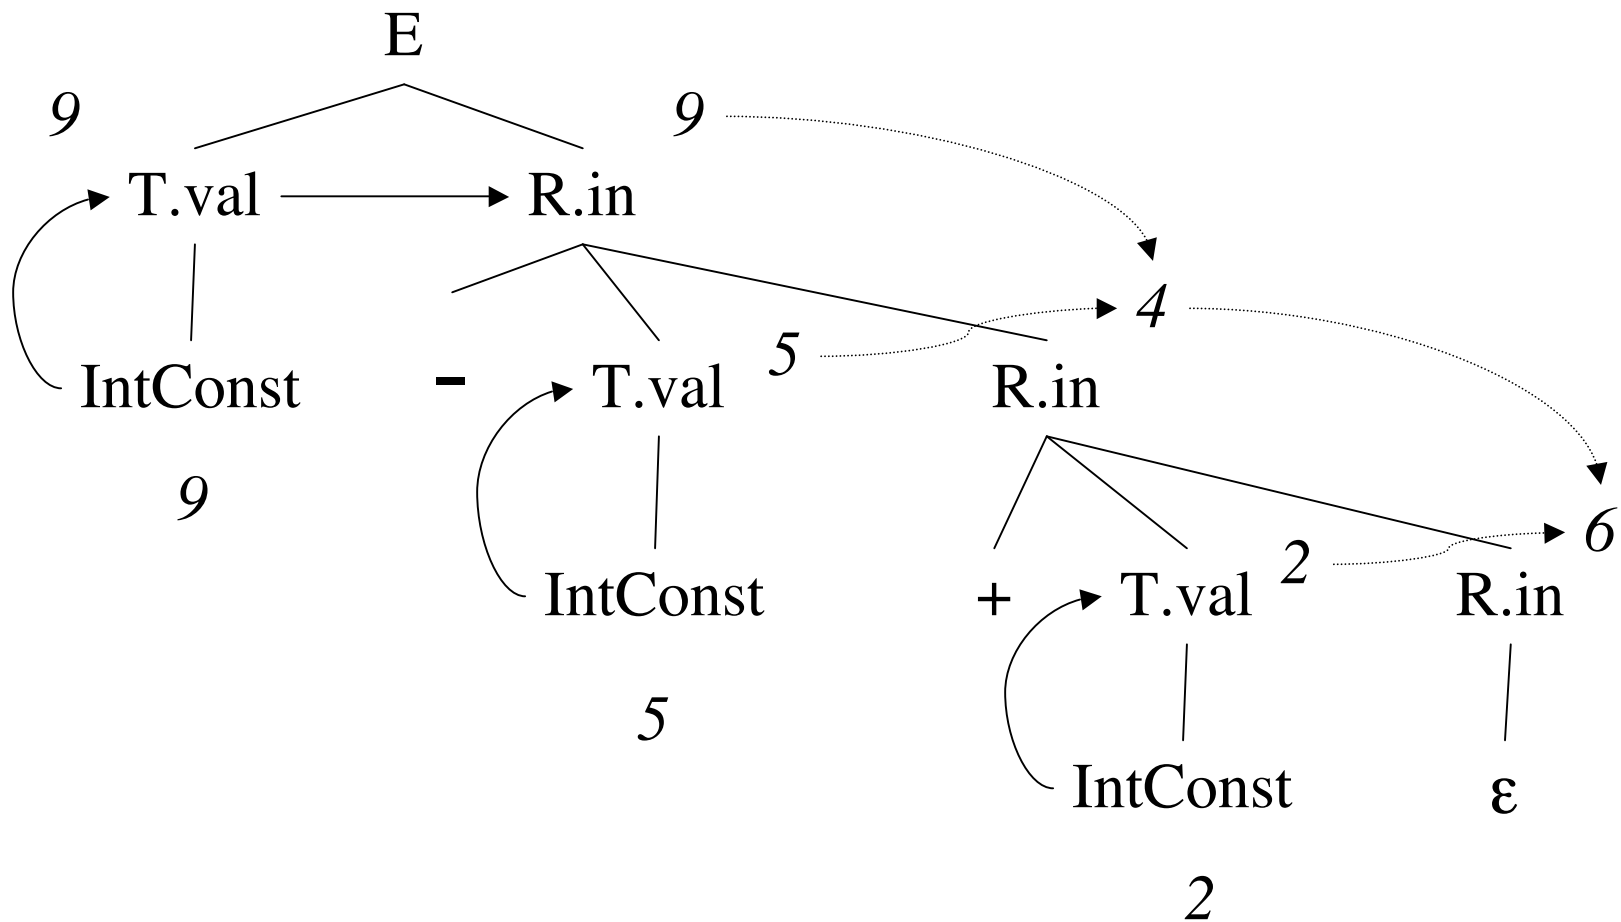 E
9 9
T.val R.in
4
5
IntConst - T.val R.in
9
2 6
IntConst + T.val R.in
5
IntConst ε
2